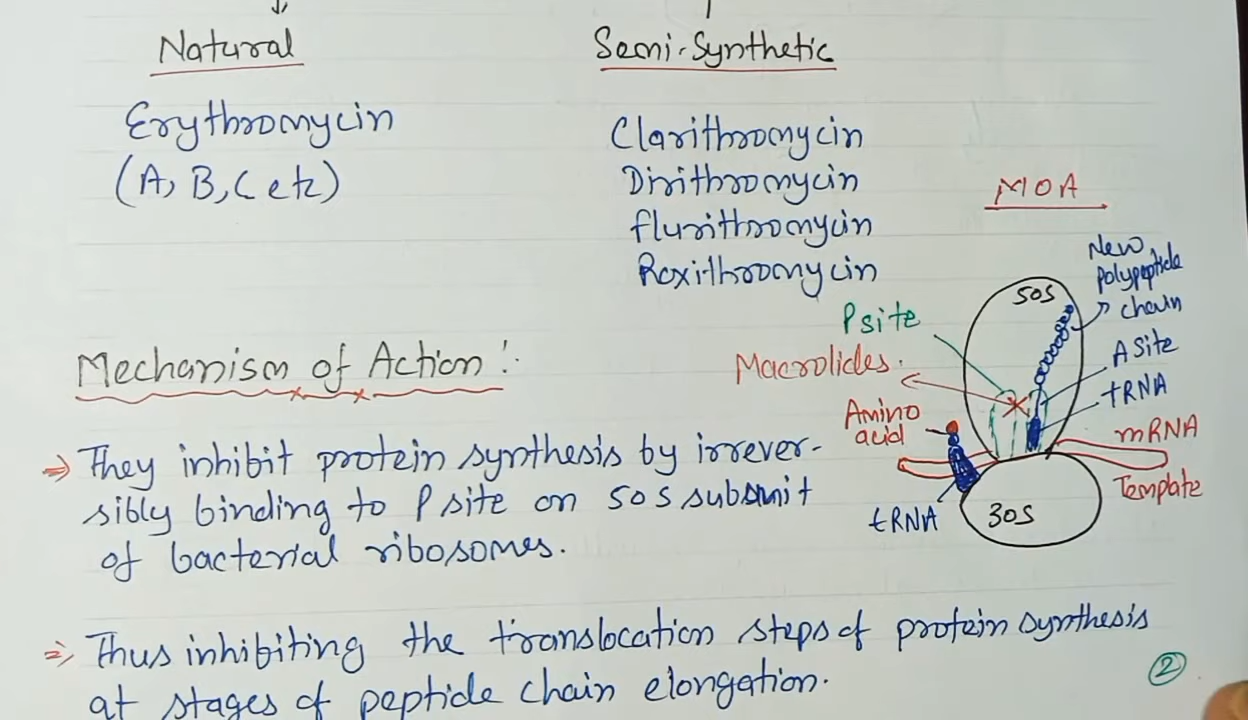 Natural
Semi-Synthetic
Erythromycin
(A, B, C etc)
Clarithromycin
Dirithromycin
flurithromycin
Roxithromycin
MOA
New
polypeptide
chain
50S
P site
Macrolides.
A site
tRNA
Amino
acid
mRNA
Template
tRNA
30S
Mechanism of Action :
⇒ They inhibit protein synthesis by irrever-
sibly binding to P site on 50S subunit
of bacterial ribosomes.
⇒ Thus inhibiting the translocation steps of protein synthesis
at stages of peptide chain elongation.
2